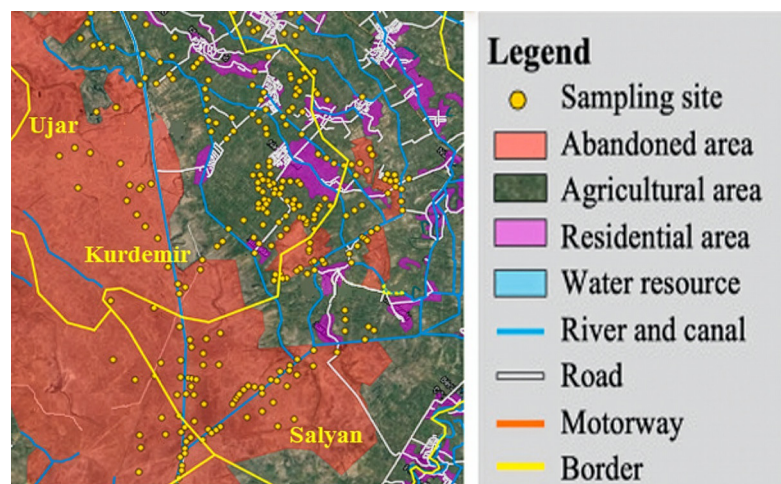 Ujar
Kurdemir
Salyan
Legend
Sampling site
Abandoned area
Agricultural area
Residential area
Water resource
River and canal
Road
Motorway
Border